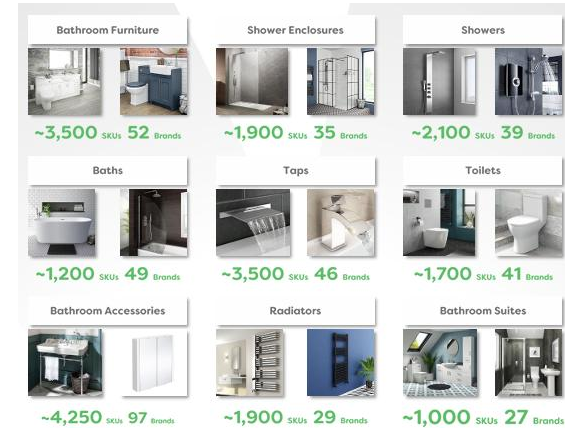 Bathroom Furniture
Shower Enclosures
Showers
~3,500 SKUs 52 Brands
~1,900 SKUs 35 Brands
~2,100 SKUs 39 Brands
Baths
Taps
Toilets
~1,200 SKUs 49 Brands
~3,500 SKUs 46 Brands
~1,700 SKUs 41 Brands
Bathroom Accessories
Radiators
Bathroom Suites
~4,250 SKUs 97 Brands
~1,900 SKUs 29 Brands
~1,000 SKUs 27 Brands